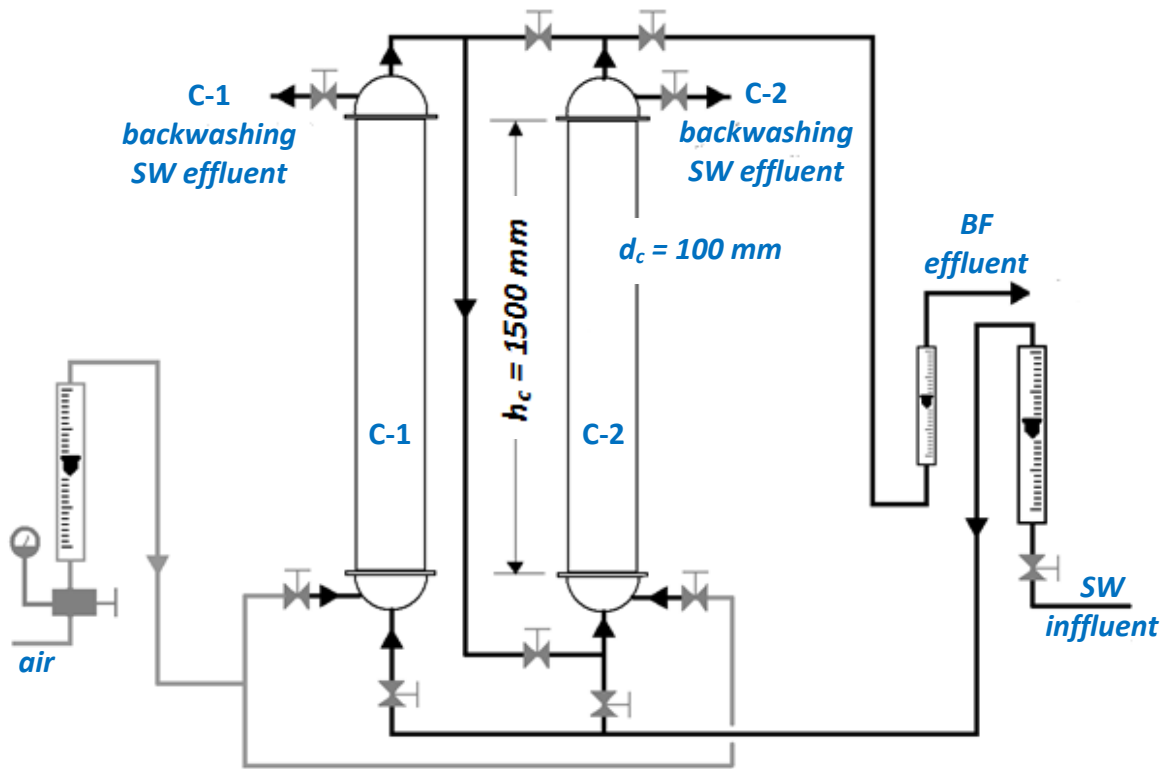 C-1
backwashing
SW effluent
C-2
backwashing
SW effluent
h_c = 1500 mm
d_c = 100 mm
BF
effluent
C-1
C-2
SW
inffluent
air